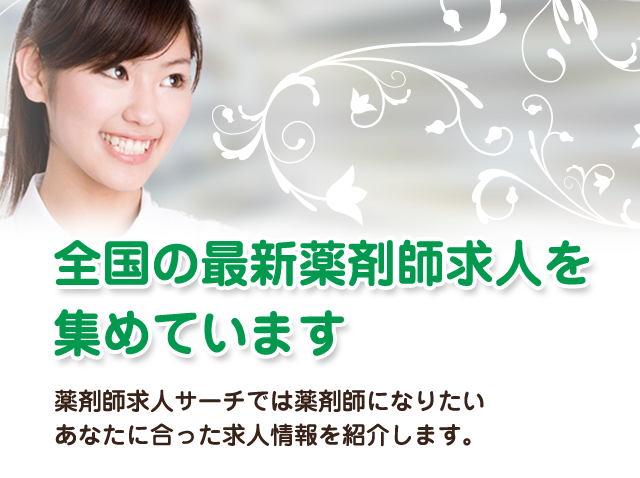 全国の最新薬剤師求人を
集めています
薬剤師求人サーチでは薬剤師になりたい
あなたに合った求人情報を紹介します。